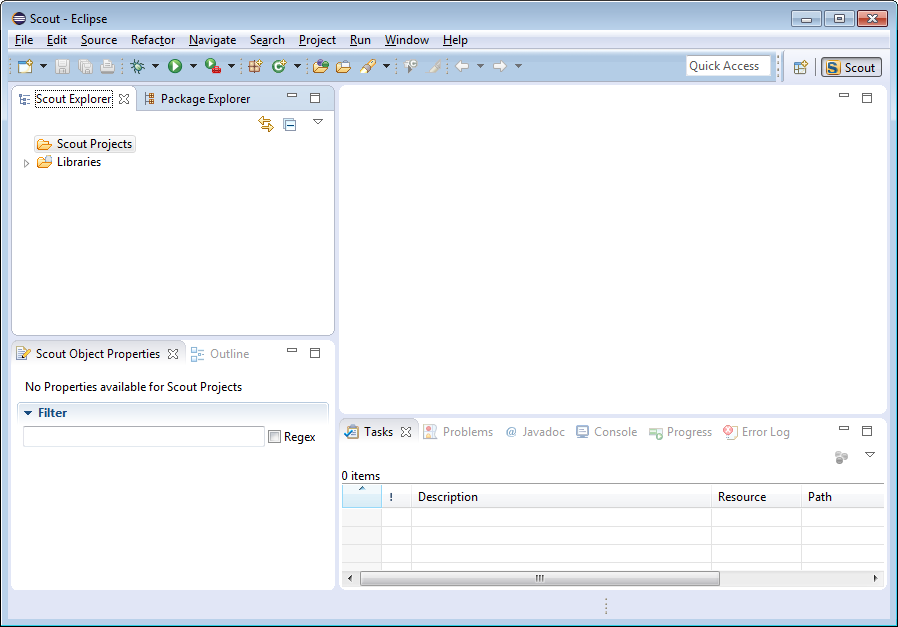 Scout - Eclipse
File Edit Source Refactor Navigate Search Project Run Window Help
Quick Access
Scout
Scout Explorer
Package Explorer
Scout Projects
Libraries
Scout Object Properties
Outline
No Properties available for Scout Projects
Filter
Regex
Tasks
Problems
@ Javadoc
Console
Progress
Error Log
0 items
! Description Resource Path